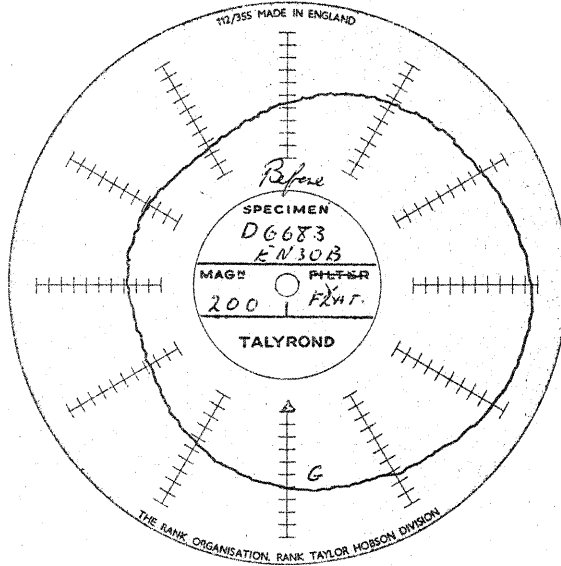 112/355 MADE IN ENGLAND
Before
SPECIMEN
D6683
EN30B
MAGN FILTER
200
TALYROND
G
THE RANK ORGANISATION, RANK TAYLOR HOBSON DIVISION